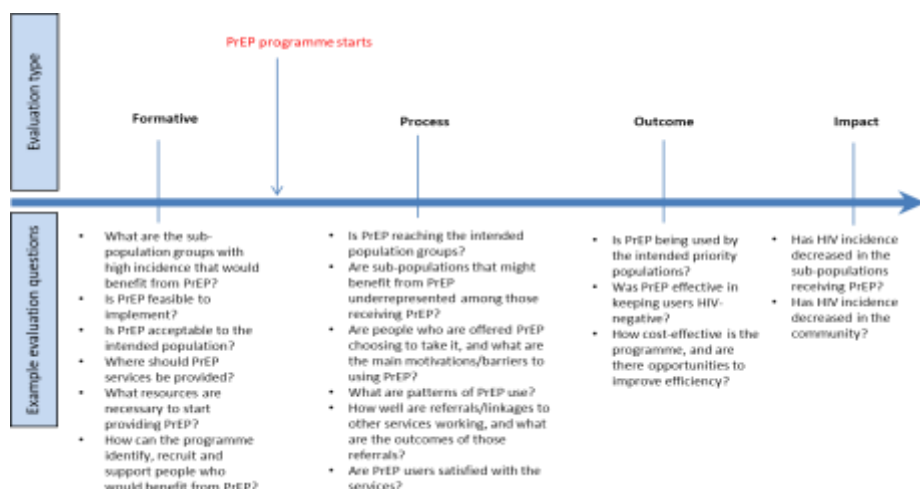 Evaluation type
PrEP programme starts
Formative
Process
Outcome
Impact
Example evaluation questions
• What are the sub-
population groups with
high incidence that would
benefit from PrEP?
• Is PrEP feasible to
implement?
• Is PrEP acceptable to the
intended population?
• Where should PrEP
services be provided?
• What resources are
necessary to start
providing PrEP?
• How can the programme
identify, recruit and
support people who
would benefit from PrEP?
• Is PrEP reaching the intended
population groups?
• Are sub-populations that might
benefit from PrEP
underrepresented among those
receiving PrEP?
• Are people who are offered PrEP
choosing to take it, and what are
the main motivations/barriers to
using PrEP?
• What are patterns of PrEP use?
• How well are referrals/linkages to
other services working, and what
are the outcomes of those
referrals?
• Are PrEP users satisfied with the
services?
• Is PrEP being used by
the intended priority
populations?
• Was PrEP effective in
keeping users HIV-
negative?
• How cost-effective is the
programme, and are
there opportunities to
improve efficiency?
• Has HIV incidence
decreased in the
sub-populations
receiving PrEP?
• Has HIV incidence
decreased in the
community?